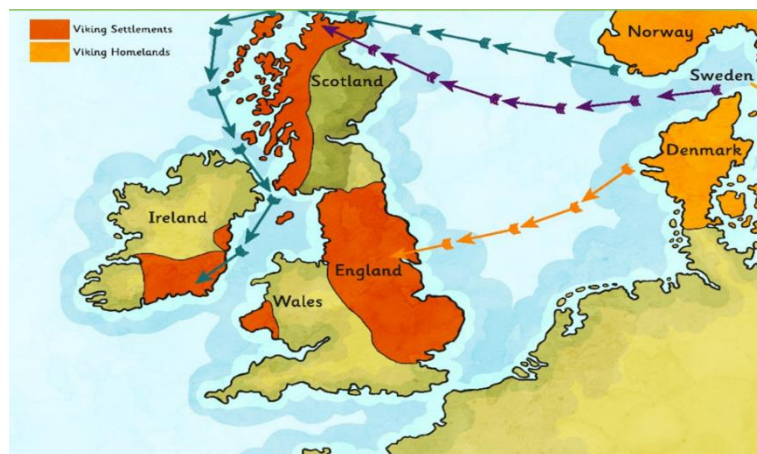 Viking Settlements
Viking Homelands
Norway
Sweden
Scotland
Denmark
Ireland
England
Wales